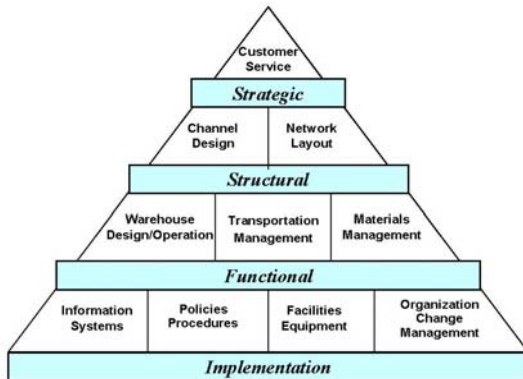 Customer
Service
Strategic
Channel
Design
Network
Layout
Structural
Warehouse
Design/Operation
Transportation
Management
Materials
Management
Functional
Information
Systems
Policies
Procedures
Facilities
Equipment
Organization
Change
Management
Implementation